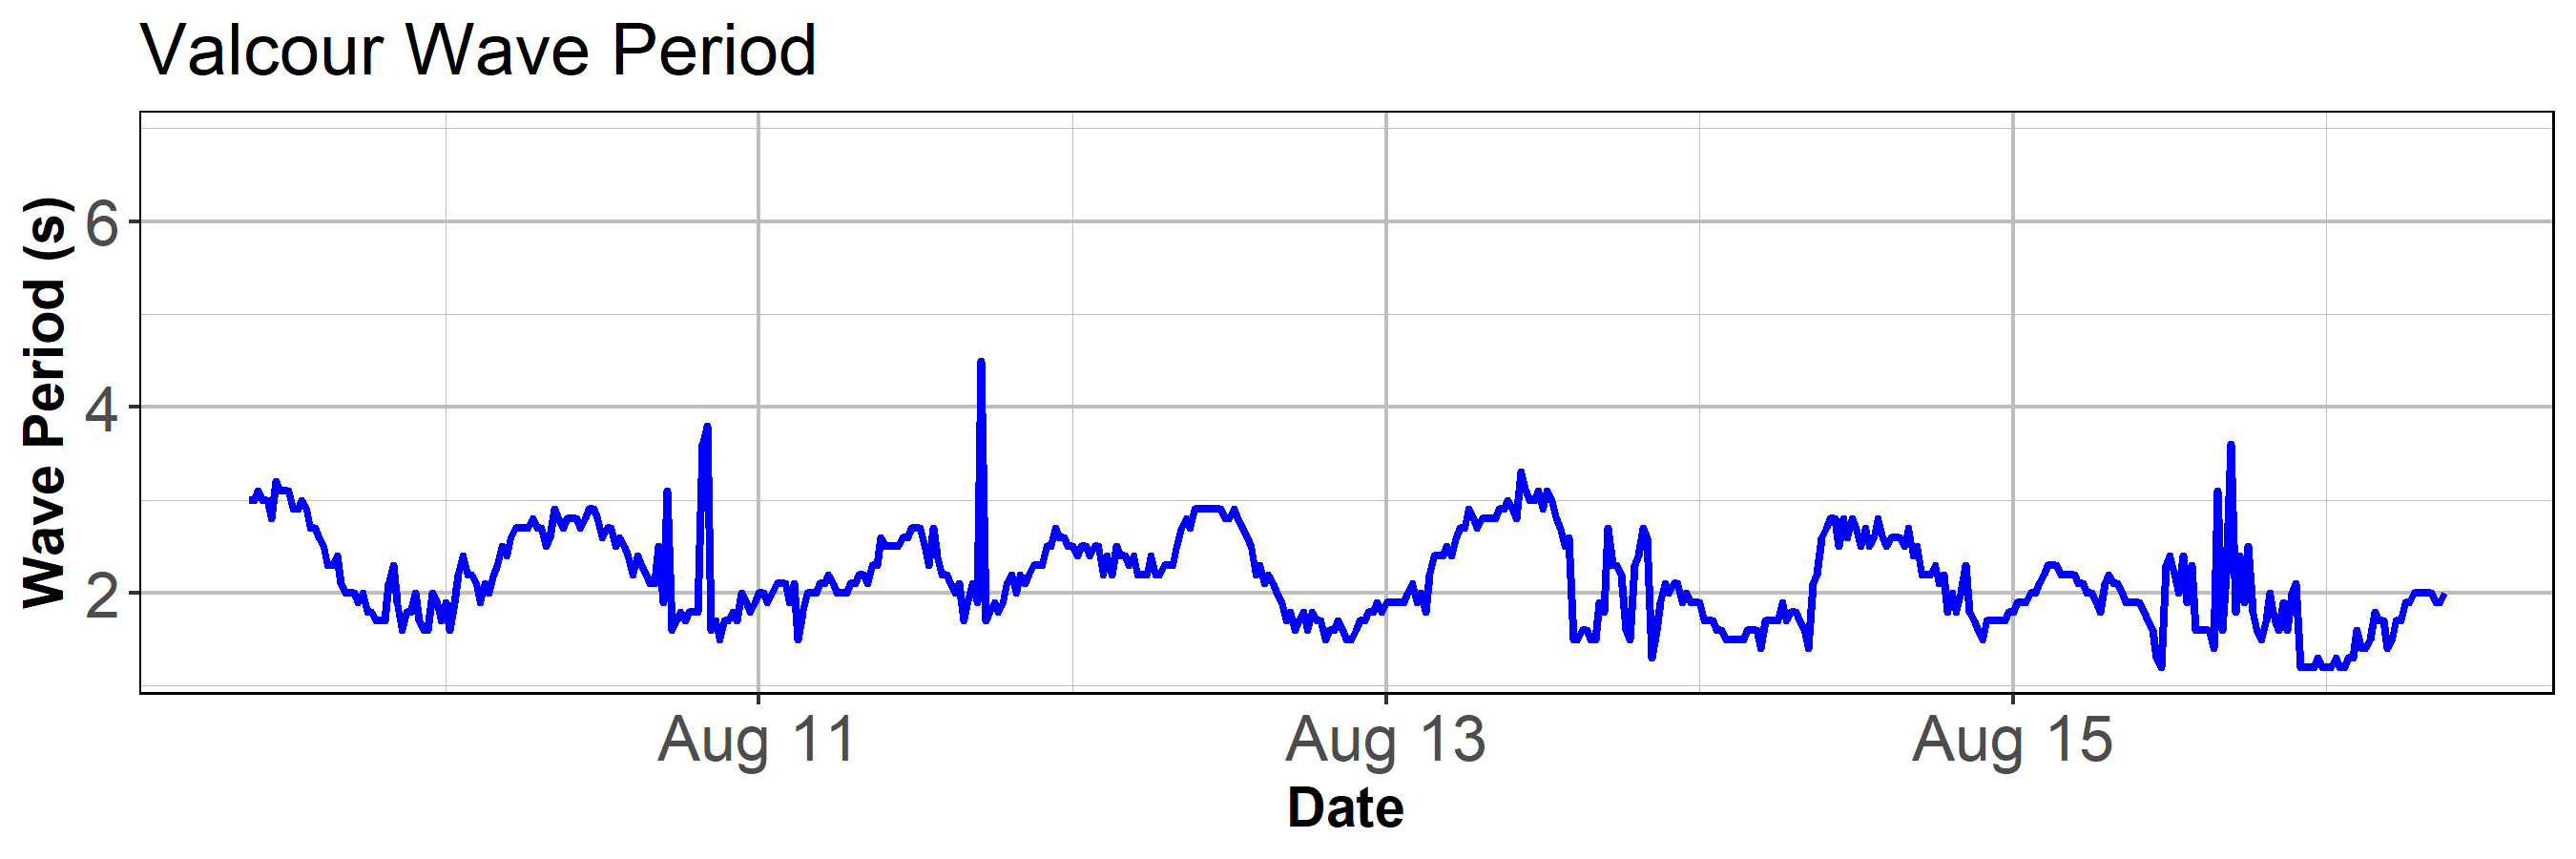 Valcour Wave Period
Wave Period (s)
6
4
2
Aug 11 Aug 13 Aug 15
Date